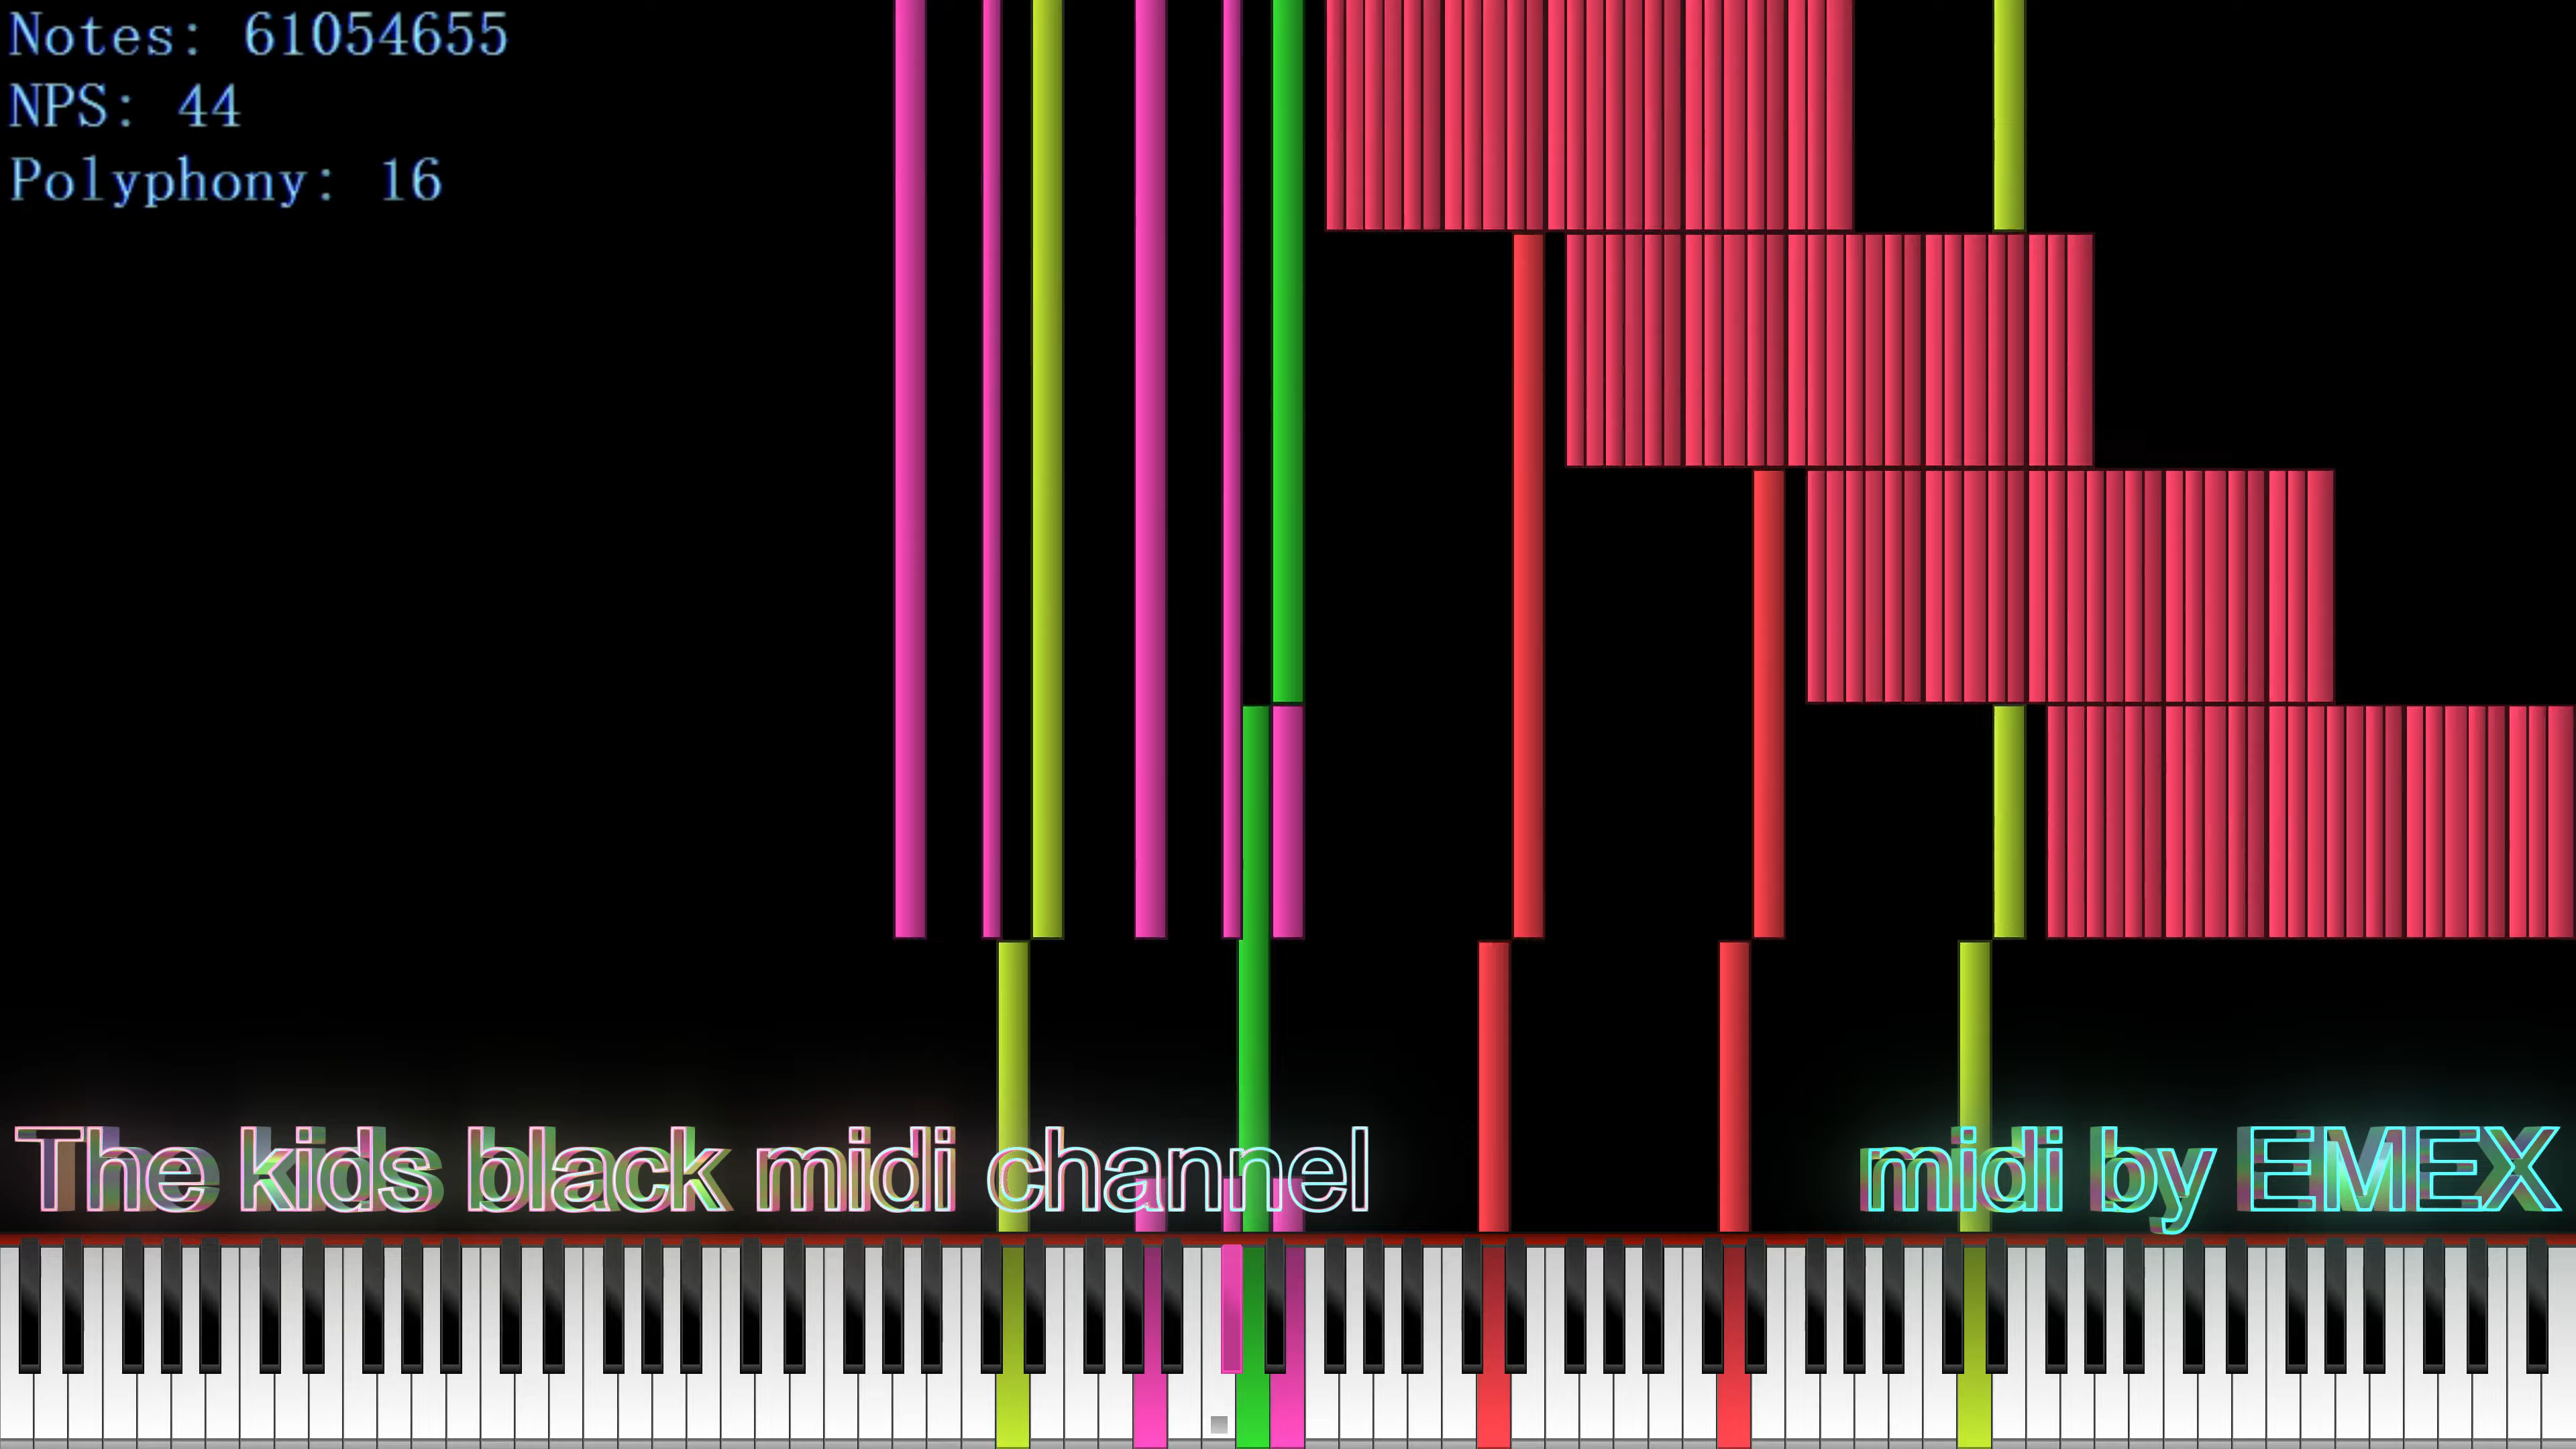 Notes: 61054655
NPS: 44
Polyphony: 16
The kids black midi channel
midi by EMEX